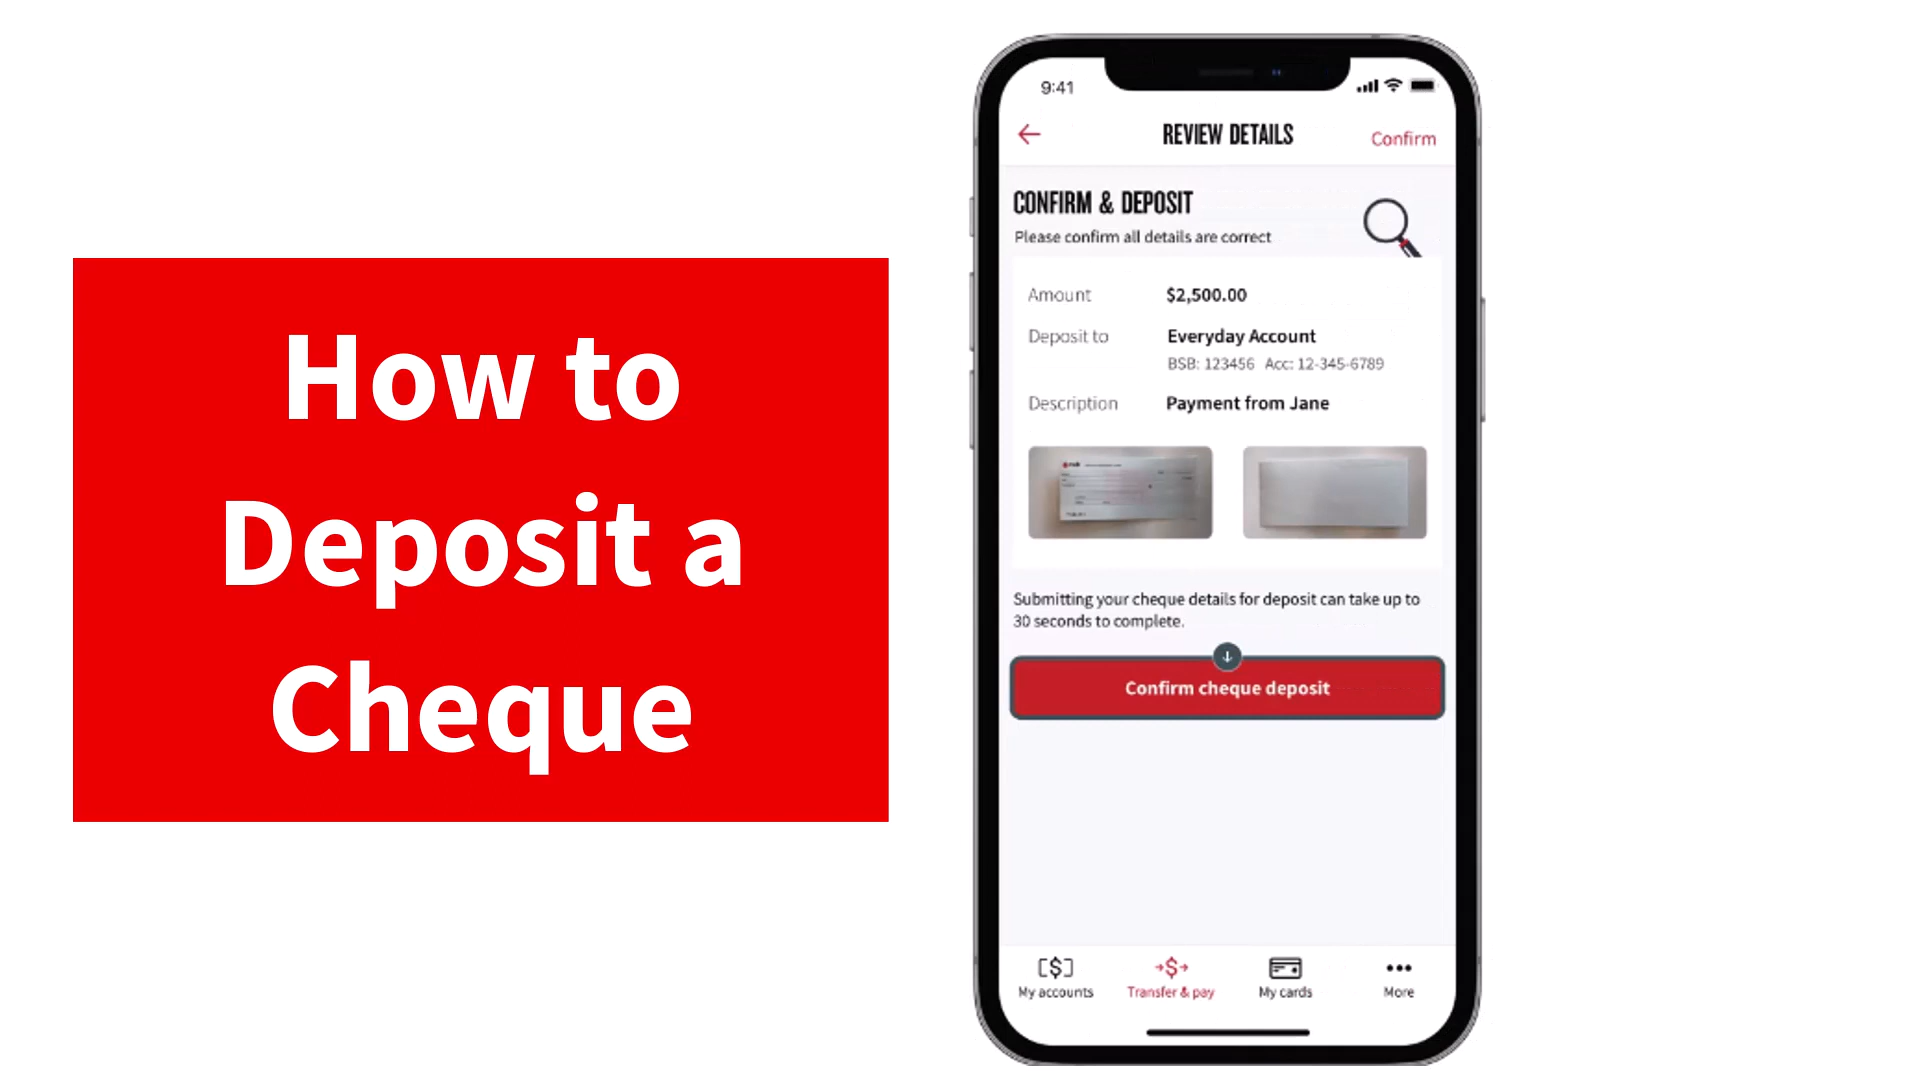 How to
Deposit a
Cheque
9:41
REVIEW DETAILS
Confirm
CONFIRM & DEPOSIT
Please confirm all details are correct
Amount $2,500.00
Deposit to Everyday Account
BSB: 123456 Acc: 12-345-6789
Description Payment from Jane
Submitting your cheque details for deposit can take up to
30 seconds to complete.
Confirm cheque deposit
My accounts Transfer & pay My cards More